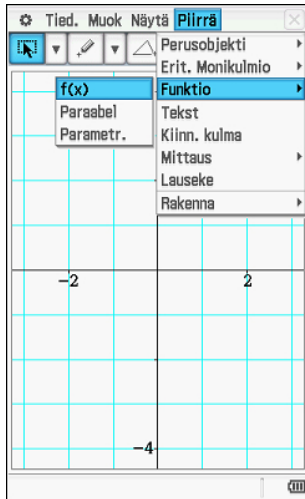 Tied. Muok Näytä Piirrä
Perusobjekti
Erit. Monikulmio
Funktio
f(x)
Paraabel
Parametr.
Tekst
Kiinn. kulma
Mittaus
Lauseke
Rakenna
-2
2
-4